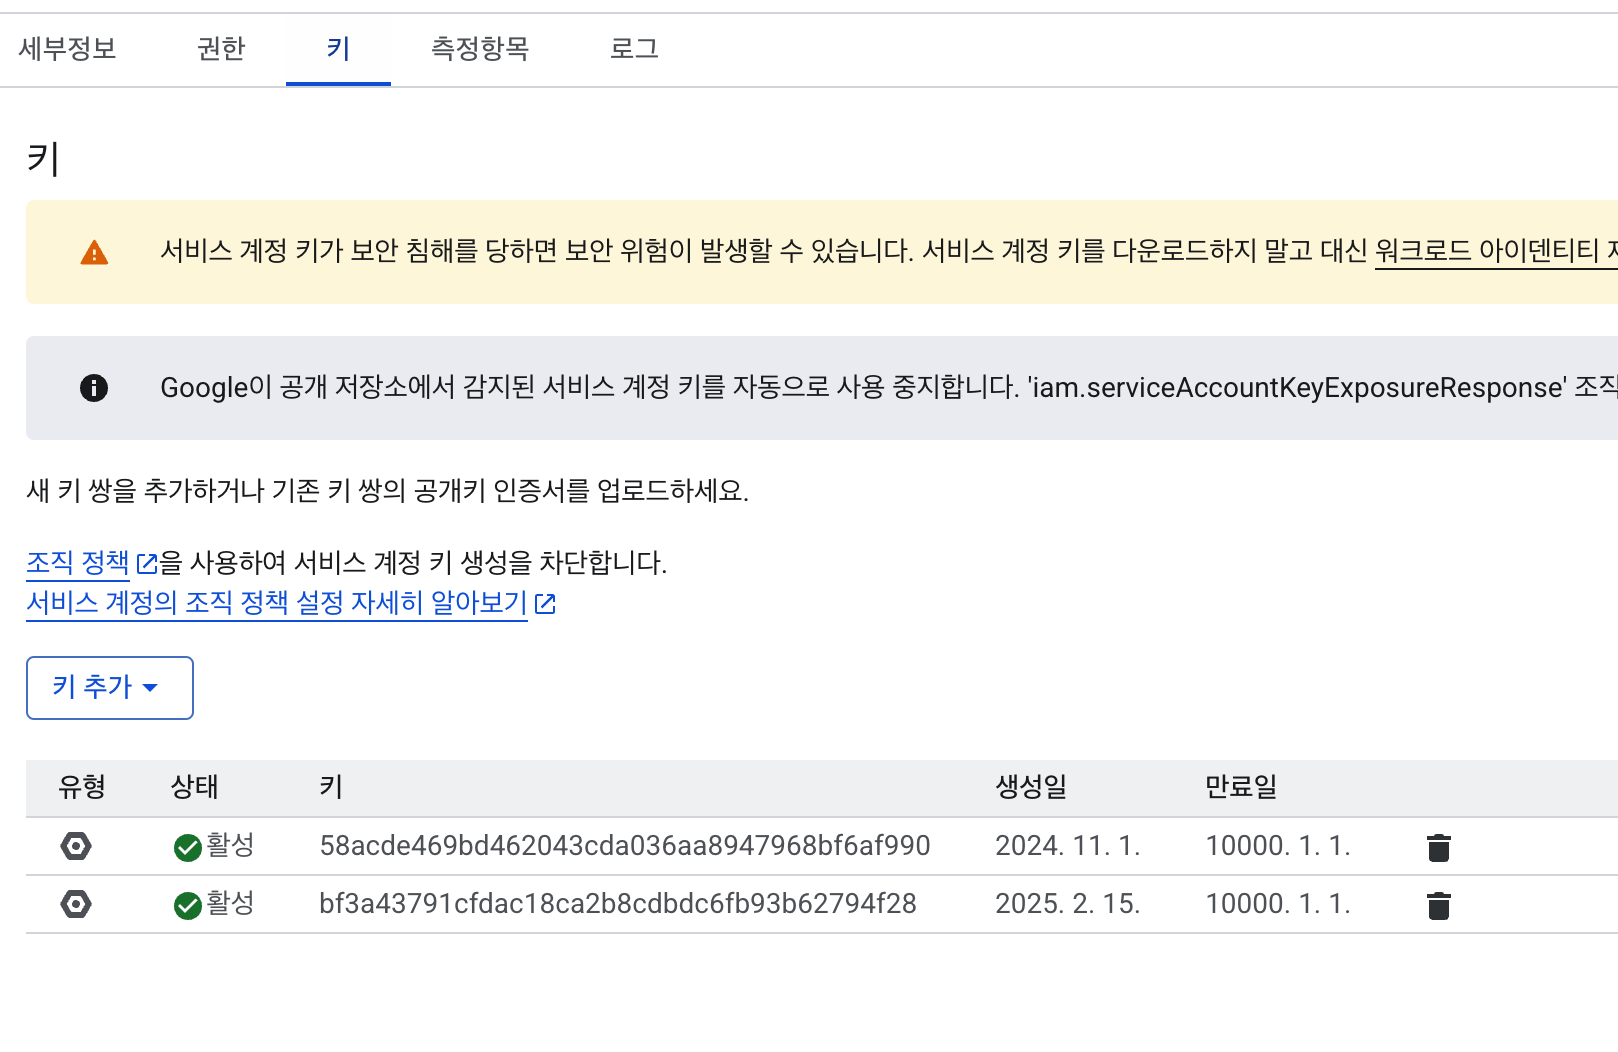 세부정보 권한 키 측정항목 로그
키
서비스 계정 키가 보안 침해를 당하면 보안 위험이 발생할 수 있습니다. 서비스 계정 키를 다운로드하지 말고 대신 워크로드 아이덴티티
Google이 공개 저장소에서 감지된 서비스 계정 키를 자동으로 사용 중지합니다. 'iam.serviceAccountKeyExposureResponse' 조직
새 키 쌍을 추가하거나 기존 키 쌍의 공개키 인증서를 업로드하세요.
조직 정책을 사용하여 서비스 계정 키 생성을 차단합니다.
서비스 계정의 조직 정책 설정 자세히 알아보기
키 추가
유형 상태 키 생성일 만료일
활성 58acde469bd462043cda036aa8947968bf6af990 2024. 11. 1. 10000. 1. 1.
활성 bf3a43791cfdac18ca2b8cdbdc6fb93b62794f28 2025. 2. 15. 10000. 1. 1.